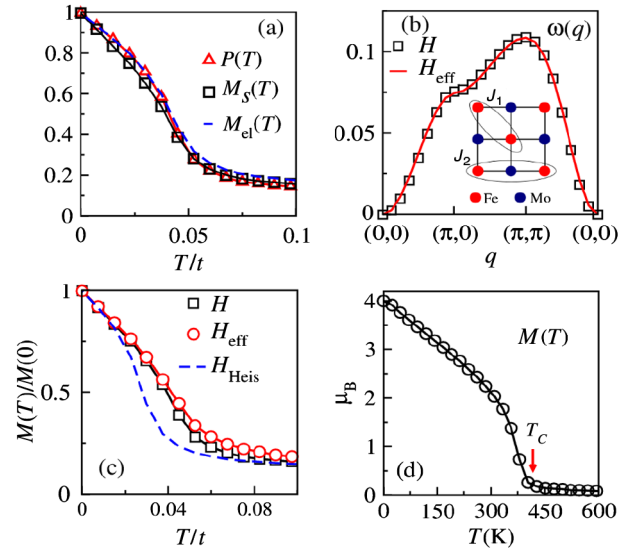 (a)
P(T)
M_S(T)
M_el(T)
1
0.8
0.6
0.4
0.2
0
0
0.05
0.1
T/t
(b)
ω(q)
H
H_eff
J_1
J_2
Fe
Mo
0.1
0.05
0
(0,0)
(π,0)
(π,π)
(0,0)
q
(c)
H
H_eff
H_Heis
M(T)/M(0)
1
0.5
0
0
0.04
0.08
T/t
(d)
M(T)
T_C
μ_B
4
3
2
1
0
0
150
300
450
600
T(K)